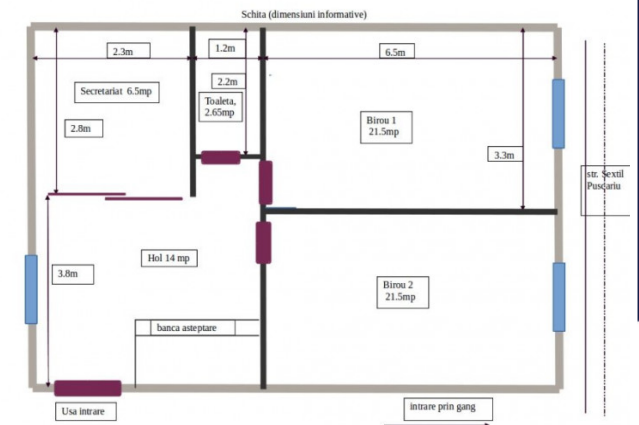 Schita (dimensiuni informative)
2.3m
1.2m
6.5m
2.2m
Secretariat 6.5mp
Toaleta,
2.65mp
Birou 1
21.5mp
2.8m
3.3m
str. Sextil
Puscariu
Hol 14 mp
3.8m
Birou 2
21.5mp
banca asteptare
Usa intrare
intrare prin gang